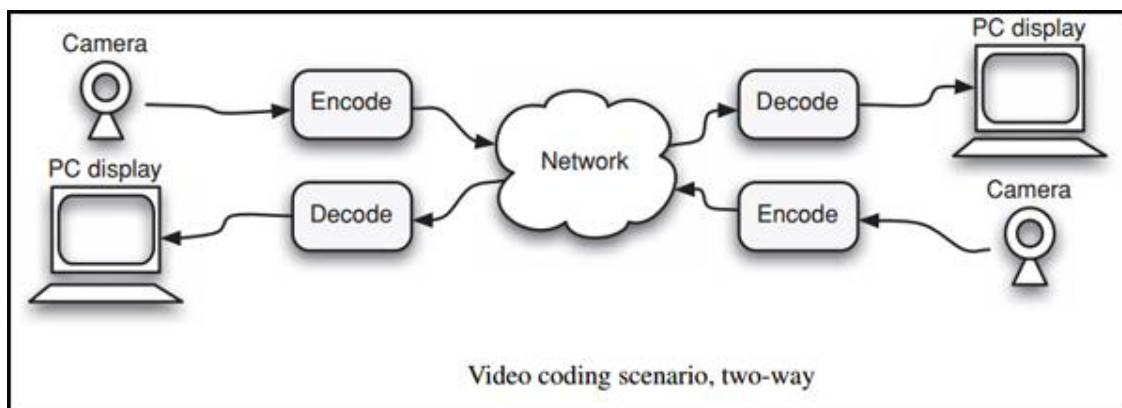 PC display
Camera
Encode
Decode
Network
PC display
Camera
Decode
Encode
Video coding scenario, two-way